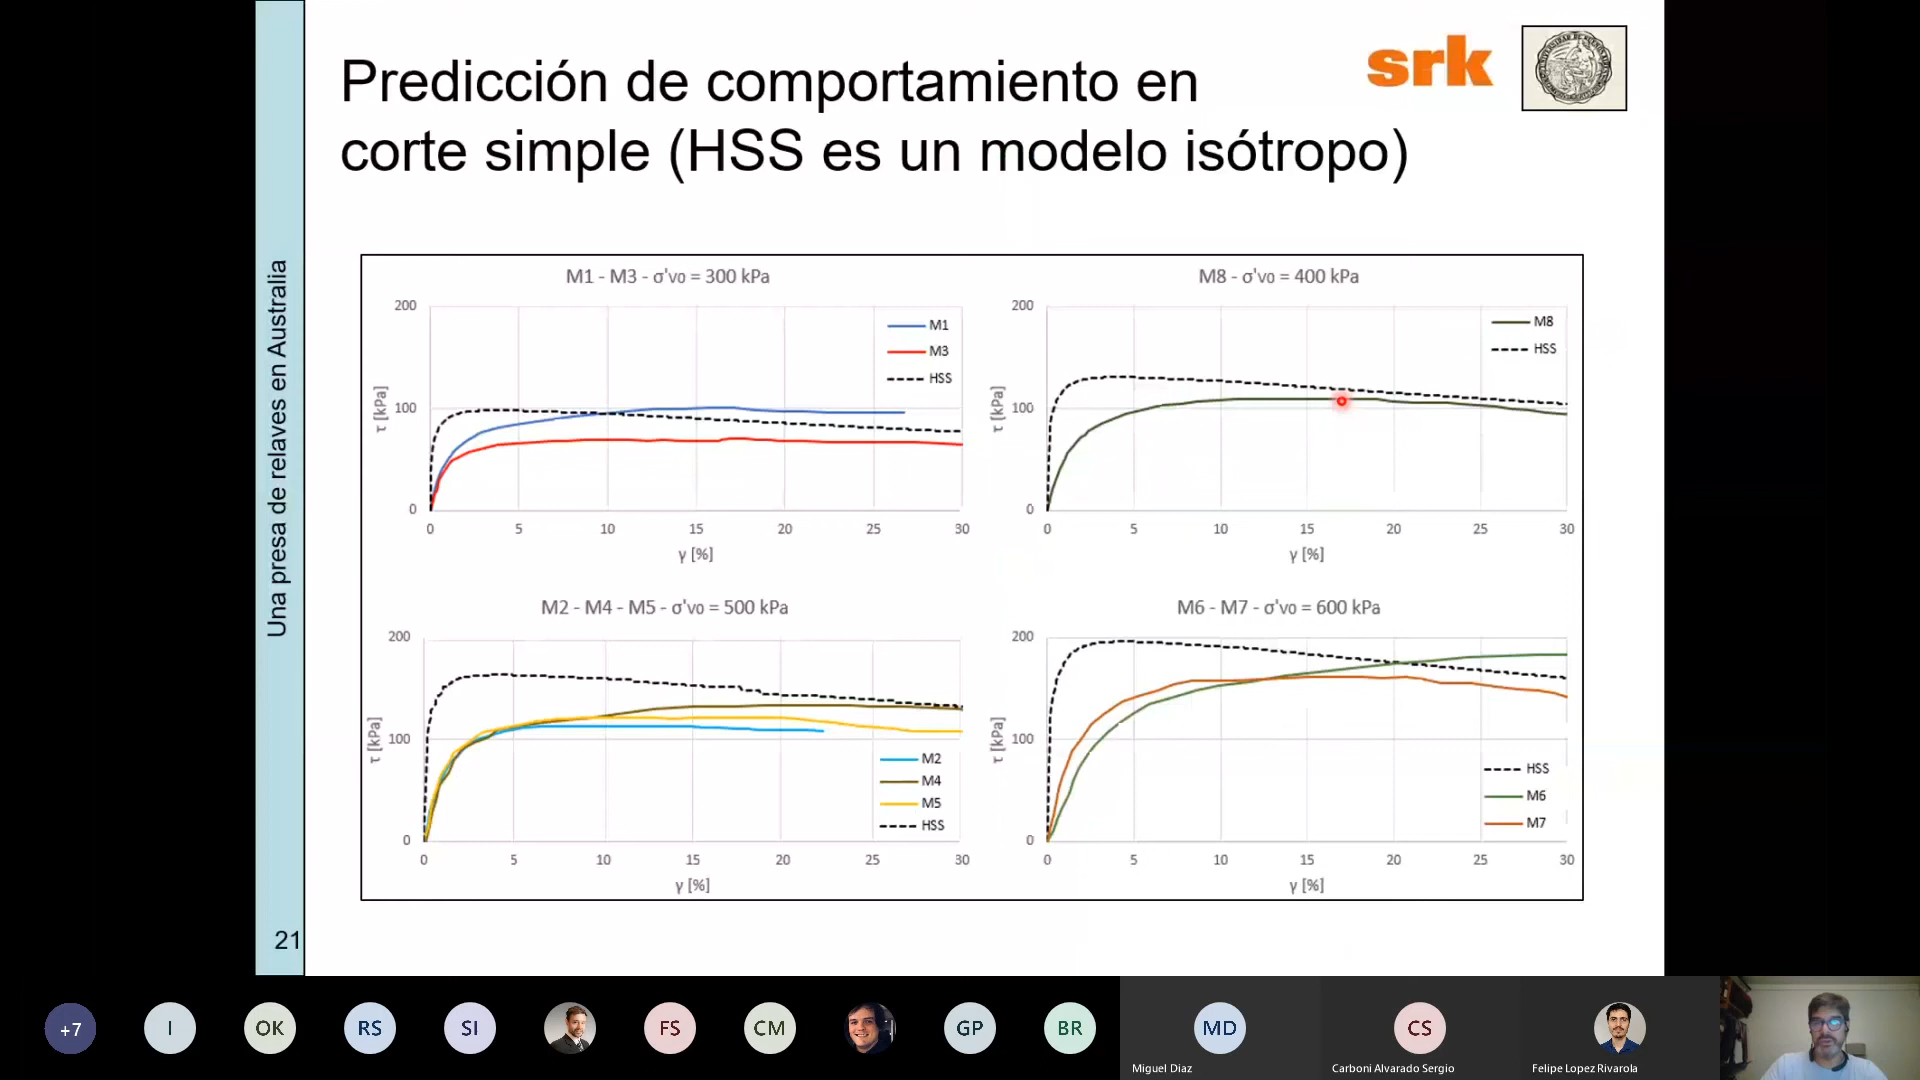 Predicción de comportamiento en
corte simple (HSS es un modelo isótropo)
srk
Una presa de relaves en Australia
21
M1 - M3 - σ'v0 = 300 kPa
200
100
0
τ [kPa]
M1
M3
HSS
0 5 10 15 20 25 30
γ [%]
M8 - σ'v0 = 400 kPa
200
100
0
τ [kPa]
M8
HSS
0 5 10 15 20 25 30
γ [%]
M2 - M4 - M5 - σ'v0 = 500 kPa
200
100
0
τ [kPa]
M2
M4
M5
HSS
0 5 10 15 20 25 30
γ [%]
M6 - M7 - σ'v0 = 600 kPa
200
100
0
τ [kPa]
HSS
M6
M7
0 5 10 15 20 25 30
γ [%]
+7 I OK RS SI FS CM GP BR MD CS
Miguel Diaz Carboni Alvarado Sergio Felipe Lopez Rivarola